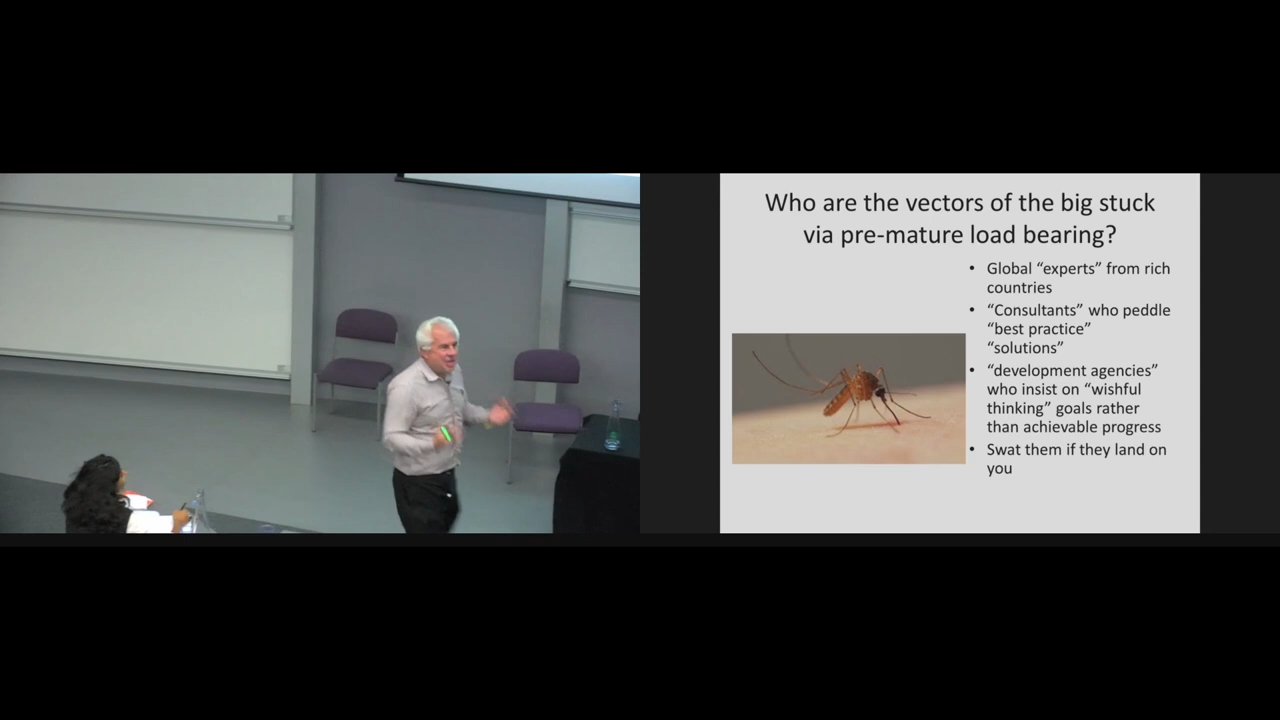 Who are the vectors of the big stuck
via pre-mature load bearing?
• Global “experts” from rich
countries
• “Consultants” who peddle
“best practice”
“solutions”
• “development agencies”
who insist on “wishful
thinking” goals rather
than achievable progress
• Swat them if they land on
you